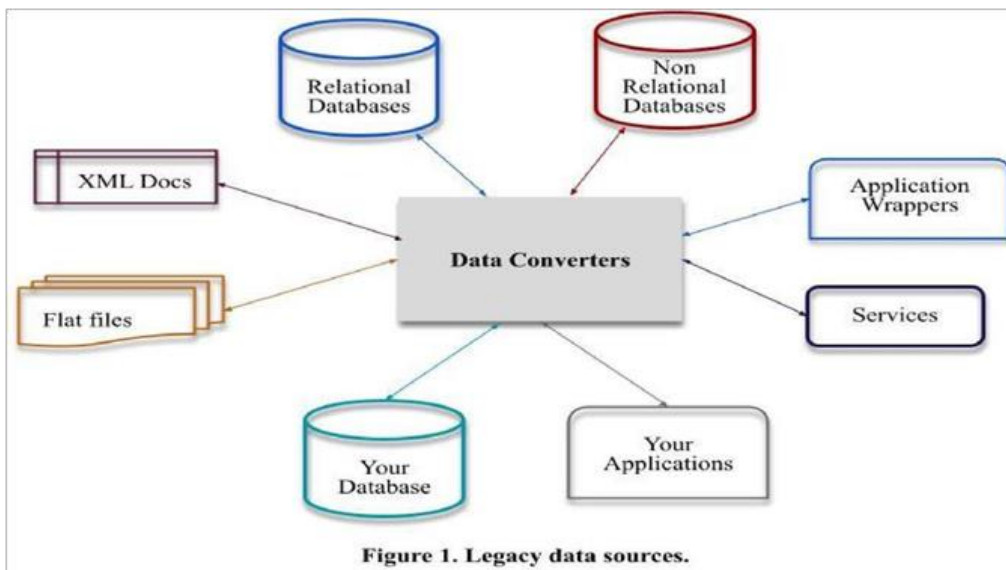 Relational
Databases
Non
Relational
Databases
XML Docs
Application
Wrappers
Data Converters
Flat files
Services
Your
Database
Your
Applications
Figure 1. Legacy data sources.